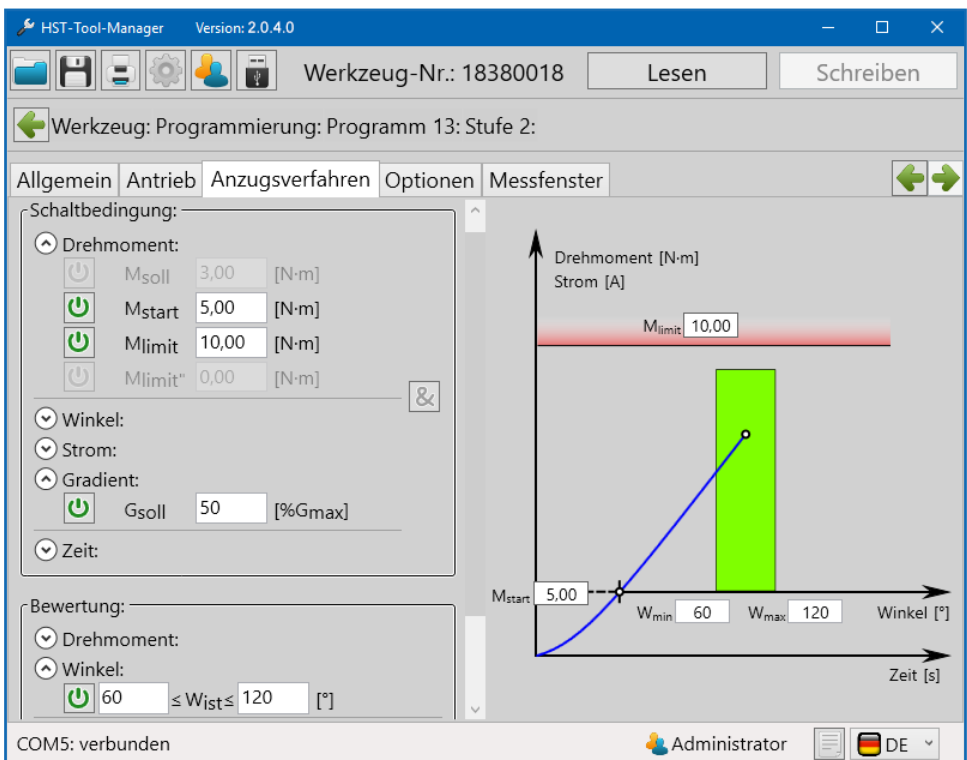 HST-Tool-Manager Version: 2.0.4.0
Werkzeug-Nr.: 18380018 Lesen Schreiben
Werkzeug: Programmierung: Programm 13: Stufe 2:
Allgemein Antrieb Anzugsverfahren Optionen Messfenster
Schaltbedingung:
Drehmoment:
Msoll 3,00 [N·m]
Mstart 5,00 [N·m]
Mlimit 10,00 [N·m]
Mlimit" 0,00 [N·m]
&
Winkel:
Strom:
Gradient:
Gsoll 50 [%Gmax]
Zeit:
Bewertung:
Drehmoment:
Winkel:
60 ≤ Wist ≤ 120 [°]
Drehmoment [N·m]
Strom [A]
Mlimit 10,00
Mstart 5,00
Wmin 60 Wmax 120 Winkel [°]
Zeit [s]
COM5: verbunden Administrator DE